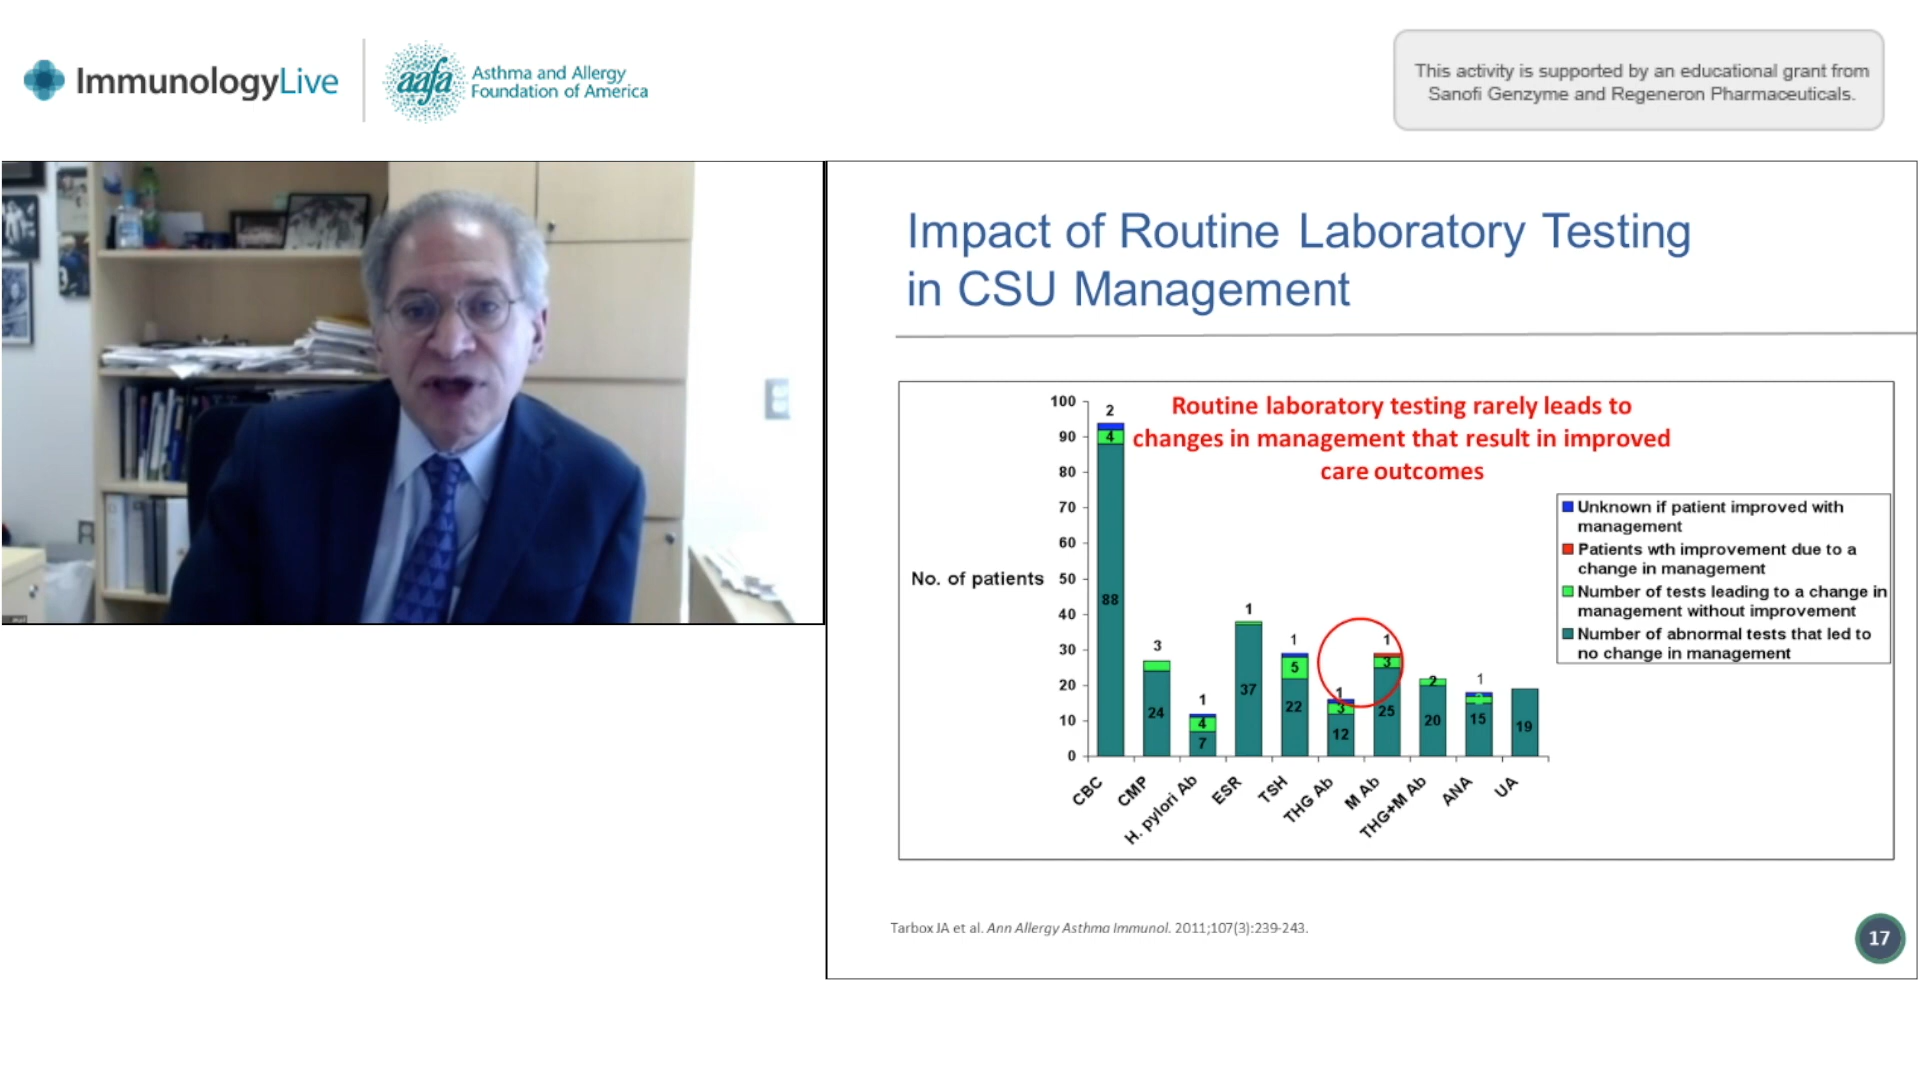 ImmunologyLive
aafa
Asthma and Allergy
Foundation of America
This activity is supported by an educational grant from
Sanofi Genzyme and Regeneron Pharmaceuticals.
Impact of Routine Laboratory Testing
in CSU Management
Routine laboratory testing rarely leads to
changes in management that result in improved
care outcomes
No. of patients
100
90
80
70
60
50
40
30
20
10
0
2
4
88
3
24
1
4
7
1
37
1
5
22
1
3
12
1
3
25
2
20
1
15
19
CBC
CMP
H. pylori Ab
ESR
TSH
THG Ab
M Ab
THG+M Ab
ANA
UA
Unknown if patient improved with
management
Patients wth improvement due to a
change in management
Number of tests leading to a change in
management without improvement
Number of abnormal tests that led to
no change in management
Tarbox JA et al. Ann Allergy Asthma Immunol. 2011;107(3):239-243.
17